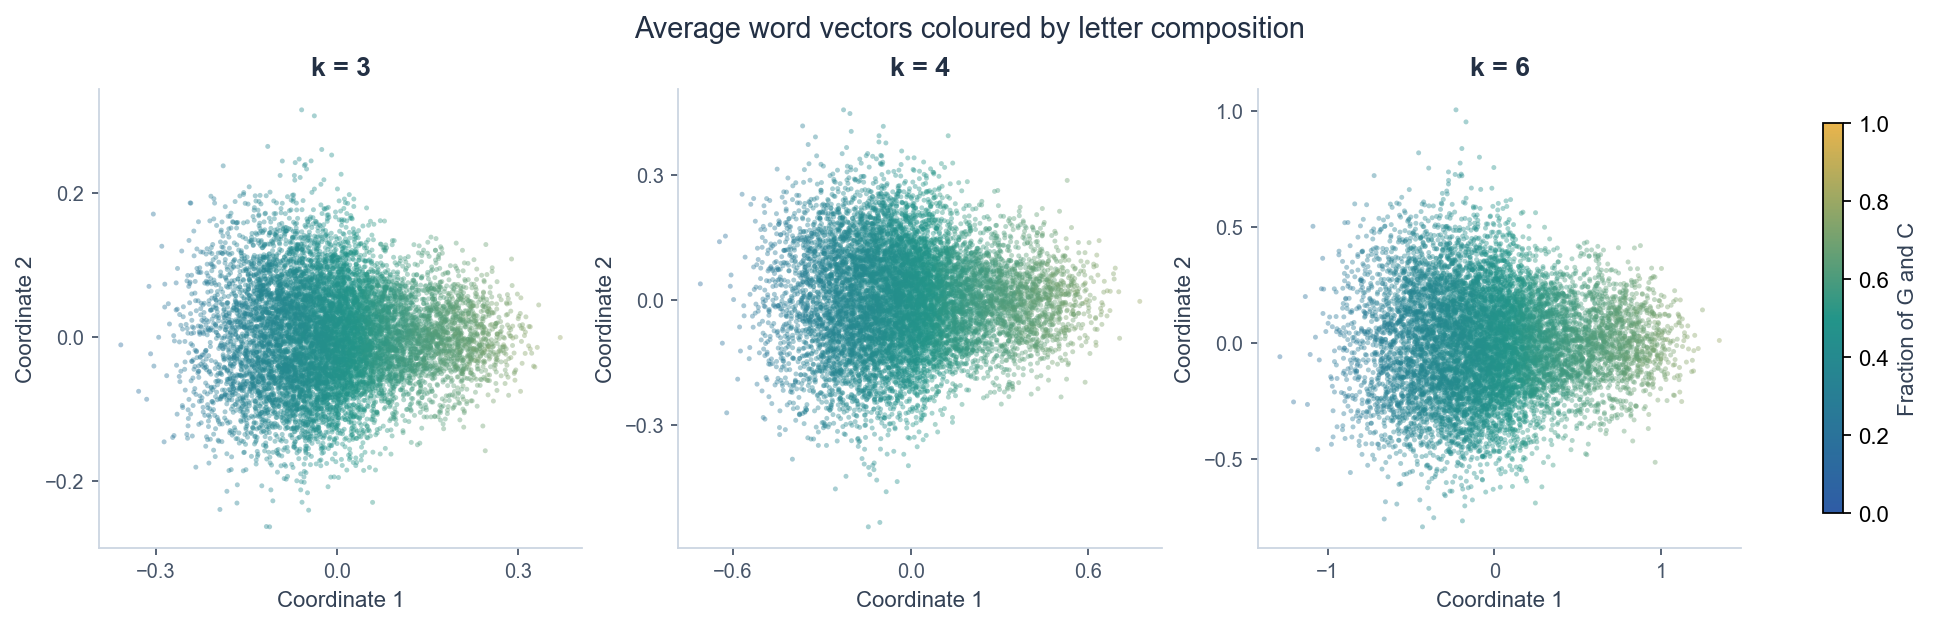 Average word vectors coloured by letter composition
k = 3
k = 4
k = 6
0.2
0.0
−0.2
Coordinate 2
−0.3
0.0
0.3
Coordinate 1
0.3
0.0
−0.3
Coordinate 2
−0.6
0.0
0.6
Coordinate 1
1.0
0.5
0.0
−0.5
Coordinate 2
−1
0
1
Coordinate 1
1.0
0.8
0.6
0.4
0.2
0.0
Fraction of G and C